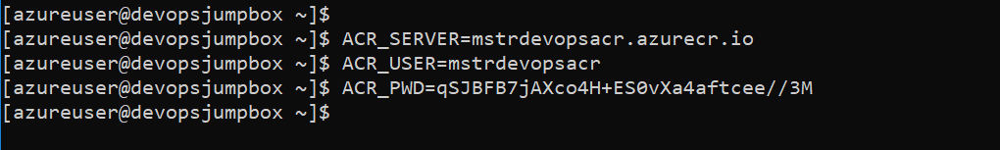 [azureuser@devopsjumpbox ~]$
[azureuser@devopsjumpbox ~]$ ACR_SERVER=mstrdevopsacr.azurecr.io
[azureuser@devopsjumpbox ~]$ ACR_USER=mstrdevopsacr
[azureuser@devopsjumpbox ~]$ ACR_PWD=qSJBFB7jAXco4H+ES0vXa4aftcee//3M
[azureuser@devopsjumpbox ~]$